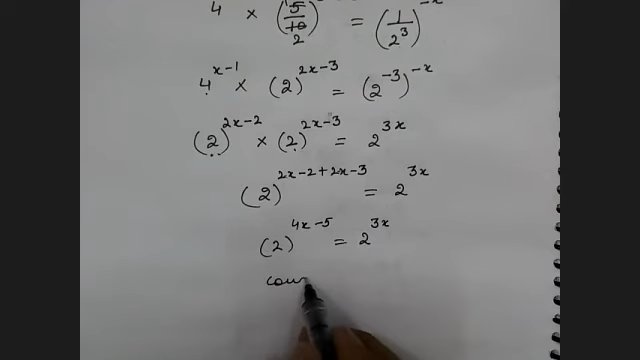 4 × (5/10 2) = (1/2³)^-x
4^x-1 × (2)^2x-3 = (2^-3)^-x
(2)^2x-2 × (2)^2x-3 = 2^3x
(2)^2x-2+2x-3 = 2^3x
(2)^4x-5 = 2^3x
com